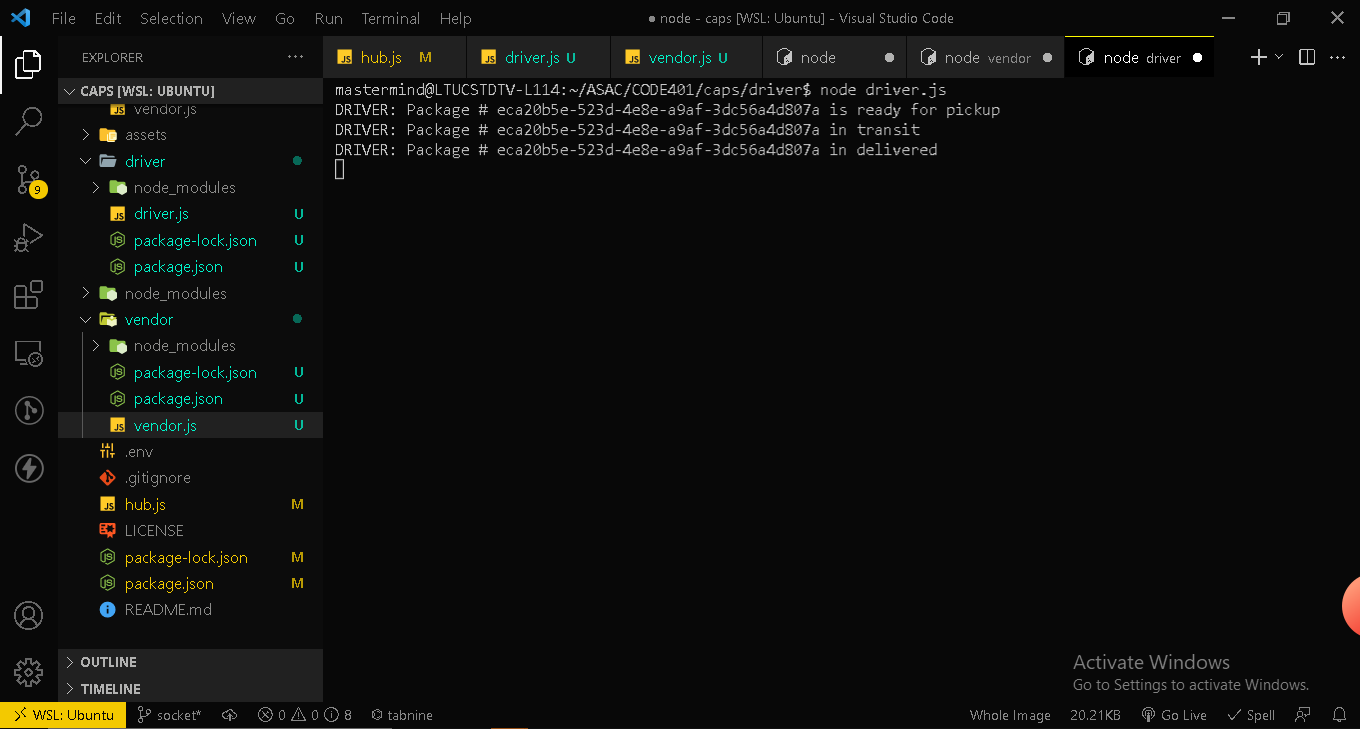 File Edit Selection View Go Run Terminal Help
● node - caps [WSL: Ubuntu] - Visual Studio Code
EXPLORER ...
hub.js M
driver.js U
vendor.js U
node
node vendor
node driver
CAPS [WSL: UBUNTU]
vendor.js
assets
driver
node_modules
driver.js U
package-lock.json U
package.json U
node_modules
vendor
node_modules
package-lock.json U
package.json U
vendor.js U
.env
.gitignore
hub.js M
LICENSE
package-lock.json M
package.json M
README.md
OUTLINE
TIMELINE
9
mastermind@LTUCSTDTV-L114:~/ASAC/CODE401/caps/driver$ node driver.js
DRIVER: Package # eca20b5e-523d-4e8e-a9af-3dc56a4d807a is ready for pickup
DRIVER: Package # eca20b5e-523d-4e8e-a9af-3dc56a4d807a in transit
DRIVER: Package # eca20b5e-523d-4e8e-a9af-3dc56a4d807a in delivered
Activate Windows
Go to Settings to activate Windows.
WSL: Ubuntu socket* 0 0 8 tabnine Whole Image 20.21KB Go Live Spell